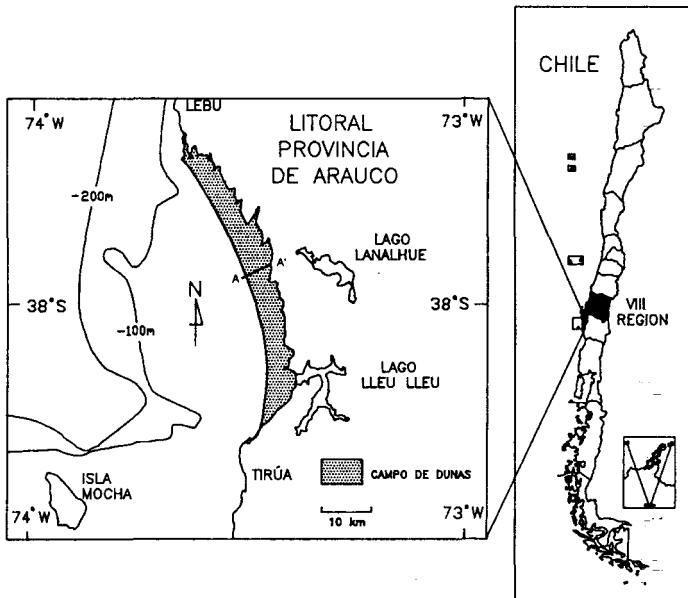 CHILE
VIII
REGION
74°W
LEBU
73°W
LITORAL
PROVINCIA
DE ARAUCO
-200m
LAGO
LANALHUE
A
A'
N
38°S
38°S
-100m
LAGO
LLEU LLEU
ISLA
MOCHA
TIRÚA
CAMPO DE DUNAS
10 km
74°W
73°W